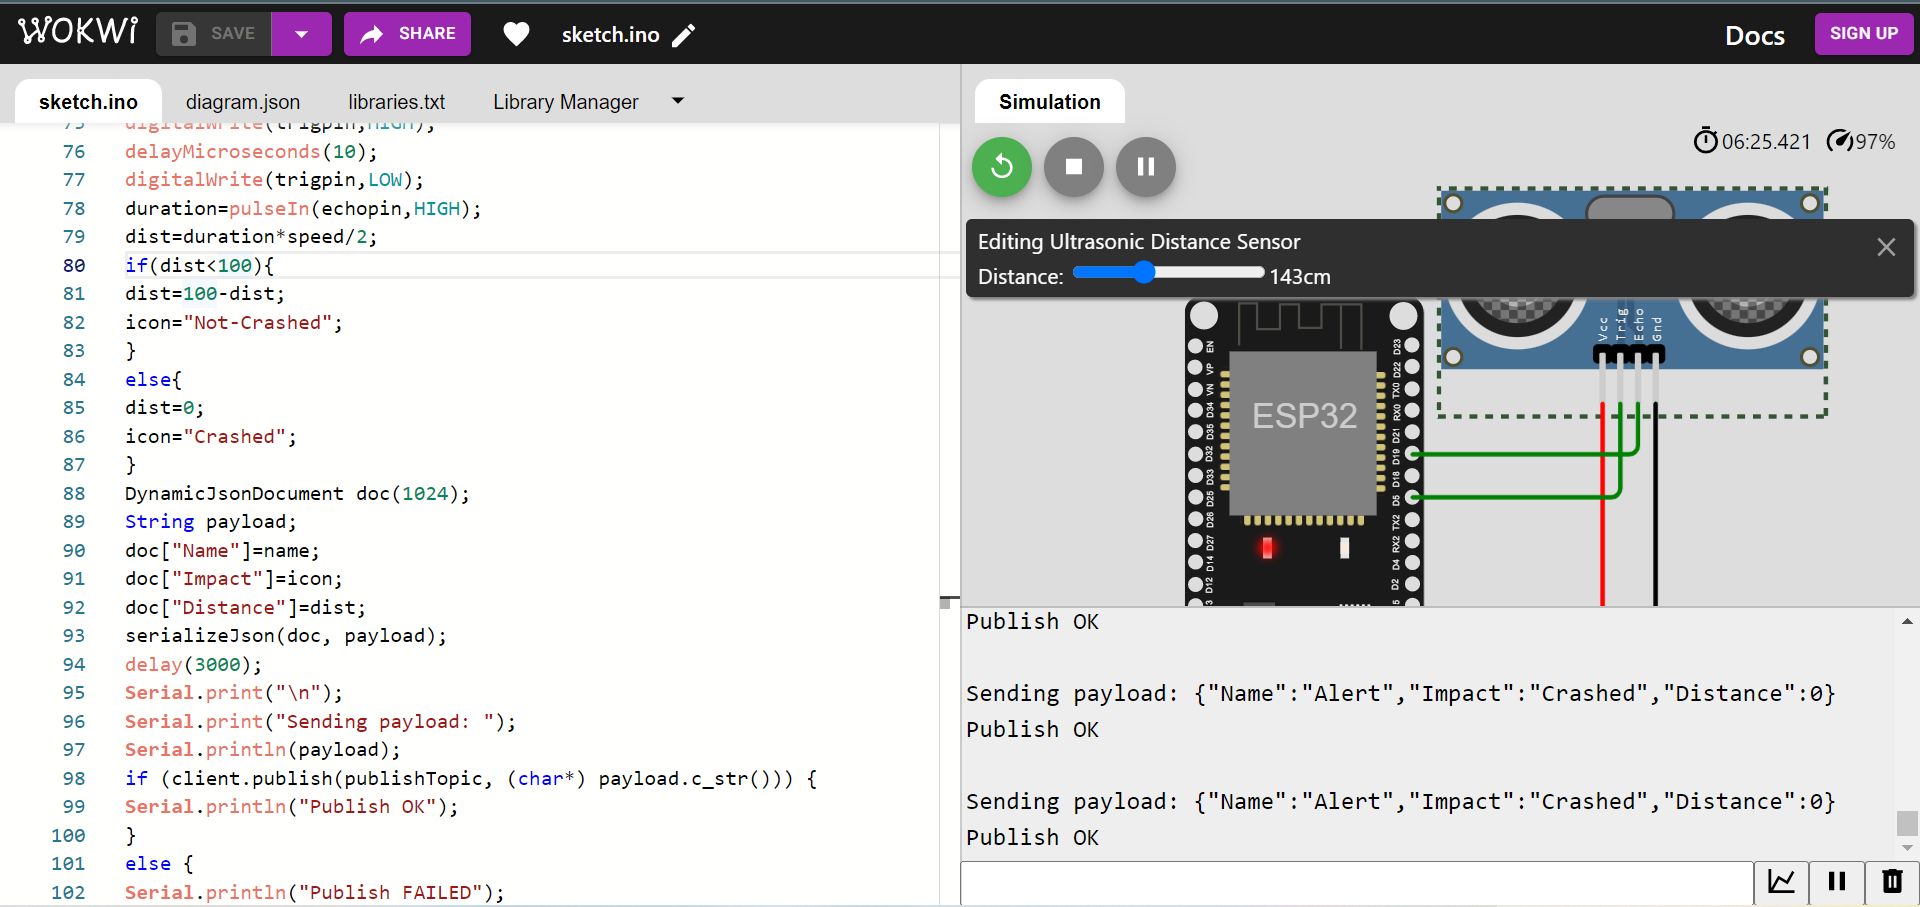 WOKWi
SAVE
SHARE
sketch.ino
Docs
SIGN UP
sketch.ino
diagram.json
libraries.txt
Library Manager
75 digitalWrite(trigpin,HIGH);
76 delayMicroseconds(10);
77 digitalWrite(trigpin,LOW);
78 duration=pulseIn(echopin,HIGH);
79 dist=duration*speed/2;
80 if(dist<100){
81 dist=100-dist;
82 icon="Not-Crashed";
83 }
84 else{
85 dist=0;
86 icon="Crashed";
87 }
88 DynamicJsonDocument doc(1024);
89 String payload;
90 doc["Name"]=name;
91 doc["Impact"]=icon;
92 doc["Distance"]=dist;
93 serializeJson(doc, payload);
94 delay(3000);
95 Serial.print("\n");
96 Serial.print("Sending payload: ");
97 Serial.println(payload);
98 if (client.publish(publishTopic, (char*) payload.c_str())) {
99 Serial.println("Publish OK");
100 }
101 else {
102 Serial.println("Publish FAILED");
Simulation
06:25.421
97%
Editing Ultrasonic Distance Sensor
Distance: 143cm
Vcc
Trig
Echo
Gnd
ESP32
EN
VP
VN
D34
D35
D32
D33
D25
D26
D27
D14
D12
D23
D22
TX0
RX0
D21
D19
D18
D5
TX2
RX2
D4
D2
Publish OK
Sending payload: {"Name":"Alert","Impact":"Crashed","Distance":0}
Publish OK
Sending payload: {"Name":"Alert","Impact":"Crashed","Distance":0}
Publish OK